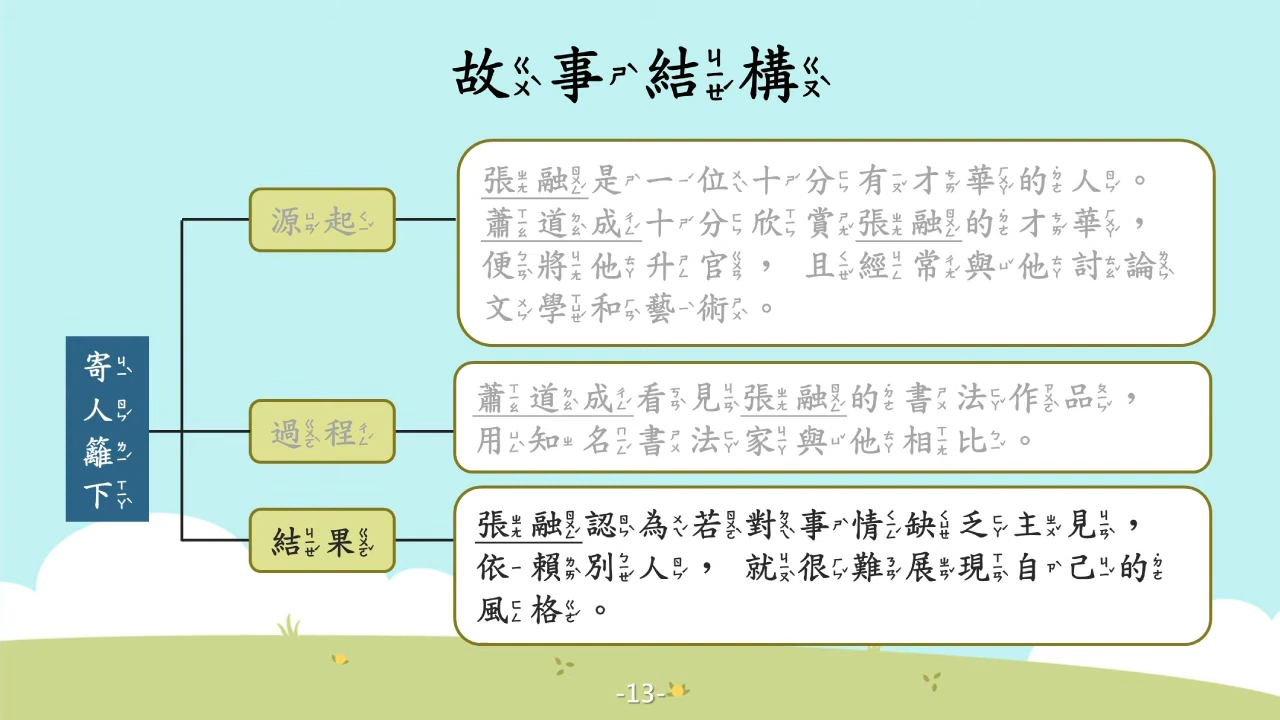 故事結構
寄人籬下
源起
張融是一位十分有才華的人。
蕭道成十分欣賞張融的才華，
便將他升官，且經常與他討論
文學和藝術。
過程
蕭道成看見張融的書法作品，
用知名書法家與他相比。
結果
張融認為若對事情缺乏主見，
依賴別人，就很難展現自己的
風格。
-13-